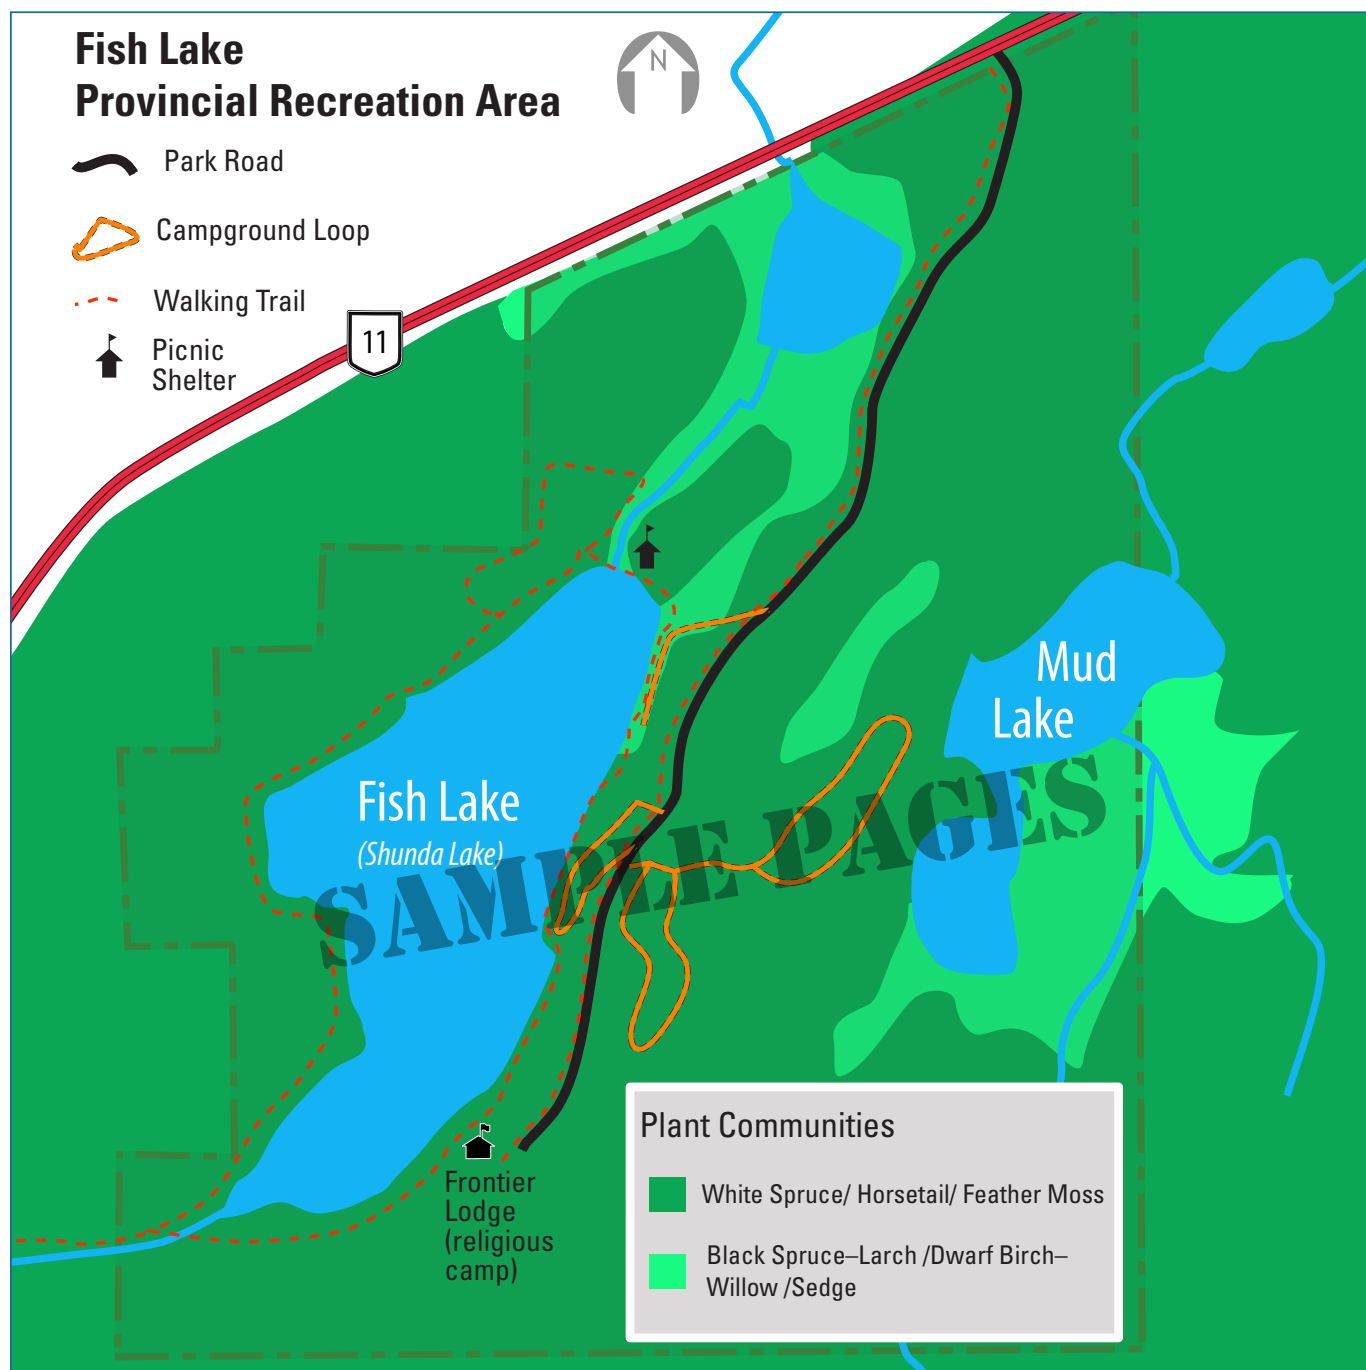 Fish Lake
Provincial Recreation Area
N
Park Road
Campground Loop
Walking Trail
Picnic
Shelter
11
Mud
Lake
Fish Lake
(Shunda Lake)
SAMPLE PAGES
Frontier
Lodge
(religious
camp)
Plant Communities
White Spruce/ Horsetail/ Feather Moss
Black Spruce–Larch /Dwarf Birch–
Willow /Sedge